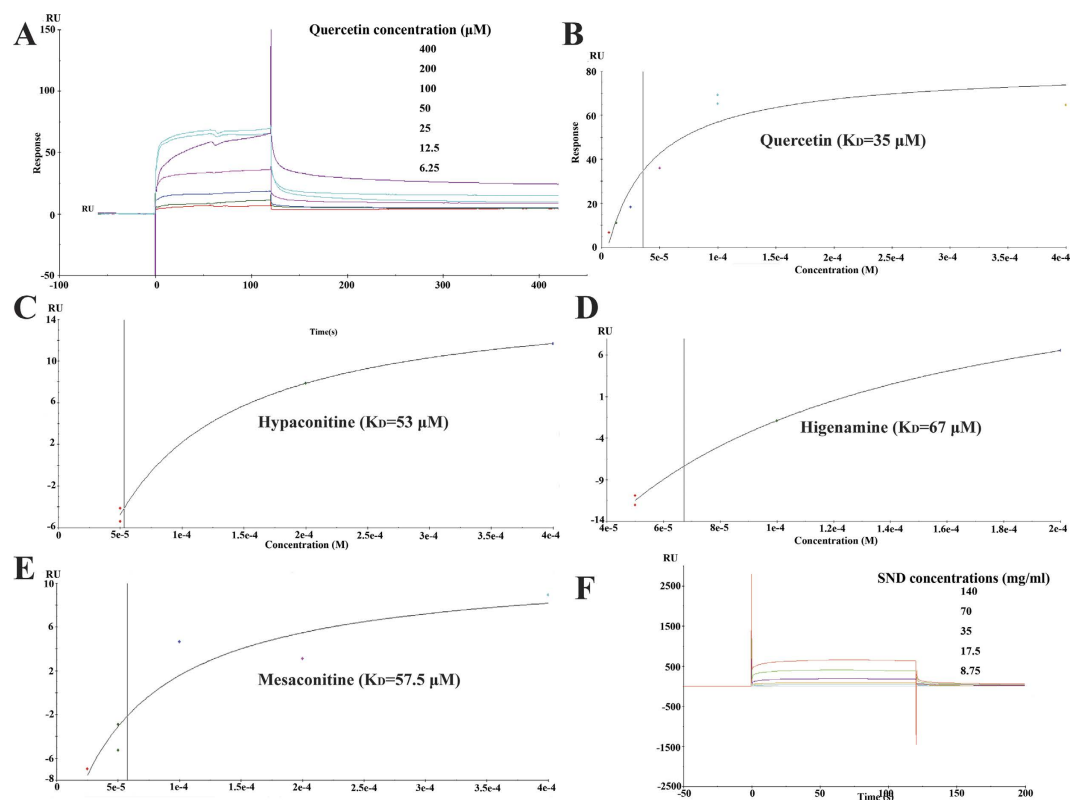 A
RU
150
100
50
0
-50
Response
RU
-100
0
100
200
300
400
Quercetin concentration (μM)
400
200
100
50
25
12.5
6.25
B
RU
80
60
40
20
0
Response
0
5e-5
1e-4
1.5e-4
2e-4
2.5e-4
3e-4
3.5e-4
4e-4
Concentration (M)
Quercetin (KD=35 μM)
C
RU
14
10
6
2
-2
-6
Time(s)
Hypaconitine (KD=53 μM)
0
5e-5
1e-4
1.5e-4
2e-4
2.5e-4
3e-4
3.5e-4
4e-4
Concentration (M)
D
RU
6
1
-4
-9
-14
Higenamine (KD=67 μM)
4e-5
6e-5
8e-5
1e-4
1.2e-4
1.4e-4
1.6e-4
1.8e-4
2e-4
Concentration (M)
E
RU
10
6
2
-2
-6
-8
Mesaconitine (KD=57.5 μM)
0
5e-5
1e-4
1.5e-4
2e-4
2.5e-4
3e-4
3.5e-4
4e-4
F
RU
2500
1500
500
-500
-1500
-2500
SND concentrations (mg/ml)
140
70
35
17.5
8.75
-50
0
50
100
150
200
Time(s)